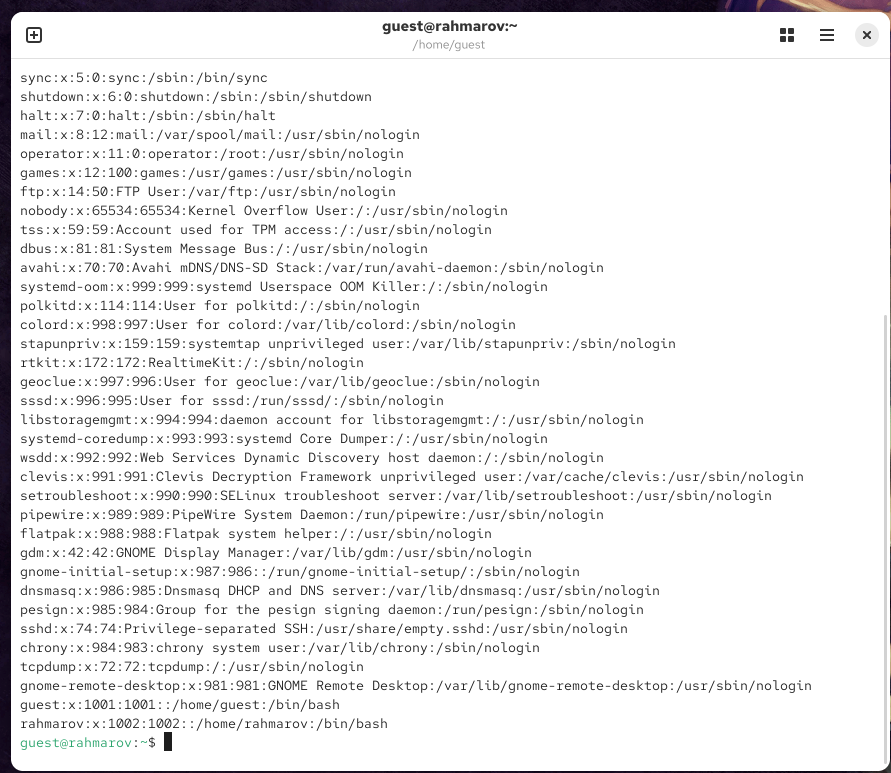 guest@rahmarov:~
/home/guest
sync:x:5:0:sync:/sbin:/bin/sync
shutdown:x:6:0:shutdown:/sbin:/sbin/shutdown
halt:x:7:0:halt:/sbin:/sbin/halt
mail:x:8:12:mail:/var/spool/mail:/usr/sbin/nologin
operator:x:11:0:operator:/root:/usr/sbin/nologin
games:x:12:100:games:/usr/games:/usr/sbin/nologin
ftp:x:14:50:FTP User:/var/ftp:/usr/sbin/nologin
nobody:x:65534:65534:Kernel Overflow User:/:/usr/sbin/nologin
tss:x:59:59:Account used for TPM access:/:/usr/sbin/nologin
dbus:x:81:81:System Message Bus:/:/usr/sbin/nologin
avahi:x:70:70:Avahi mDNS/DNS-SD Stack:/var/run/avahi-daemon:/sbin/nologin
systemd-oom:x:999:999:systemd Userspace OOM Killer:/:/sbin/nologin
polkitd:x:114:114:User for polkitd:/:/sbin/nologin
colord:x:998:997:User for colord:/var/lib/colord:/sbin/nologin
stapunpriv:x:159:159:systemtap unprivileged user:/var/lib/stapunpriv:/sbin/nologin
rtkit:x:172:172:RealtimeKit:/:/sbin/nologin
geoclue:x:997:996:User for geoclue:/var/lib/geoclue:/sbin/nologin
sssd:x:996:995:User for sssd:/run/sssd/:/sbin/nologin
libstoragemgmt:x:994:994:daemon account for libstoragemgmt:/:/usr/sbin/nologin
systemd-coredump:x:993:993:systemd Core Dumper:/:/usr/sbin/nologin
wsdd:x:992:992:Web Services Dynamic Discovery host daemon:/:/sbin/nologin
clevis:x:991:991:Clevis Decryption Framework unprivileged user:/var/cache/clevis:/usr/sbin/nologin
setroubleshoot:x:990:990:SELinux troubleshoot server:/var/lib/setroubleshoot:/usr/sbin/nologin
pipewire:x:989:989:PipeWire System Daemon:/run/pipewire:/usr/sbin/nologin
flatpak:x:988:988:Flatpak system helper:/:/usr/sbin/nologin
gdm:x:42:42:GNOME Display Manager:/var/lib/gdm:/usr/sbin/nologin
gnome-initial-setup:x:987:986::/run/gnome-initial-setup/:/sbin/nologin
dnsmasq:x:986:985:Dnsmasq DHCP and DNS server:/var/lib/dnsmasq:/usr/sbin/nologin
pesign:x:985:984:Group for the pesign signing daemon:/run/pesign:/sbin/nologin
sshd:x:74:74:Privilege-separated SSH:/usr/share/empty.sshd:/usr/sbin/nologin
chrony:x:984:983:chrony system user:/var/lib/chrony:/sbin/nologin
tcpdump:x:72:72:tcpdump:/:/usr/sbin/nologin
gnome-remote-desktop:x:981:981:GNOME Remote Desktop:/var/lib/gnome-remote-desktop:/usr/sbin/nologin
guest:x:1001:1001::/home/guest:/bin/bash
rahmarov:x:1002:1002::/home/rahmarov:/bin/bash
guest@rahmarov:~$